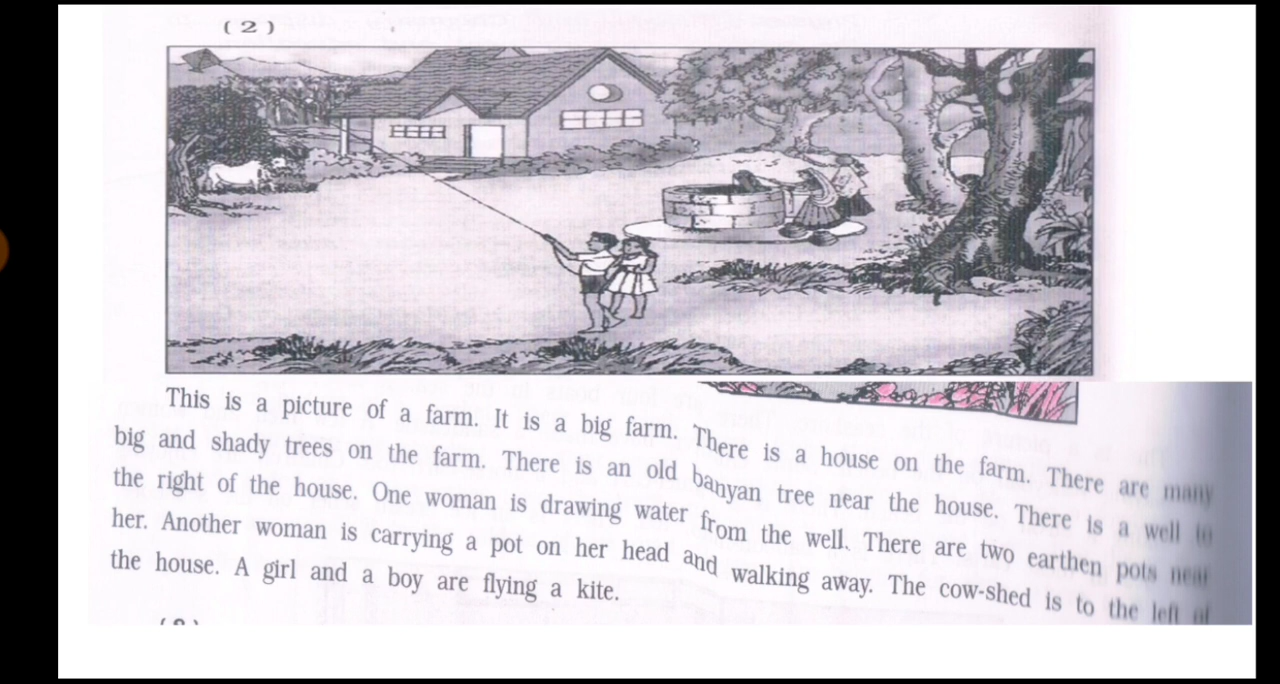 ( 2 )
This is a picture of a farm. It is a big farm. There is a house on the farm. There are many
big and shady trees on the farm. There is an old banyan tree near the house. There is a well to
the right of the house. One woman is drawing water from the well. There are two earthen pots near
her. Another woman is carrying a pot on her head and walking away. The cow-shed is to the left of
the house. A girl and a boy are flying a kite.